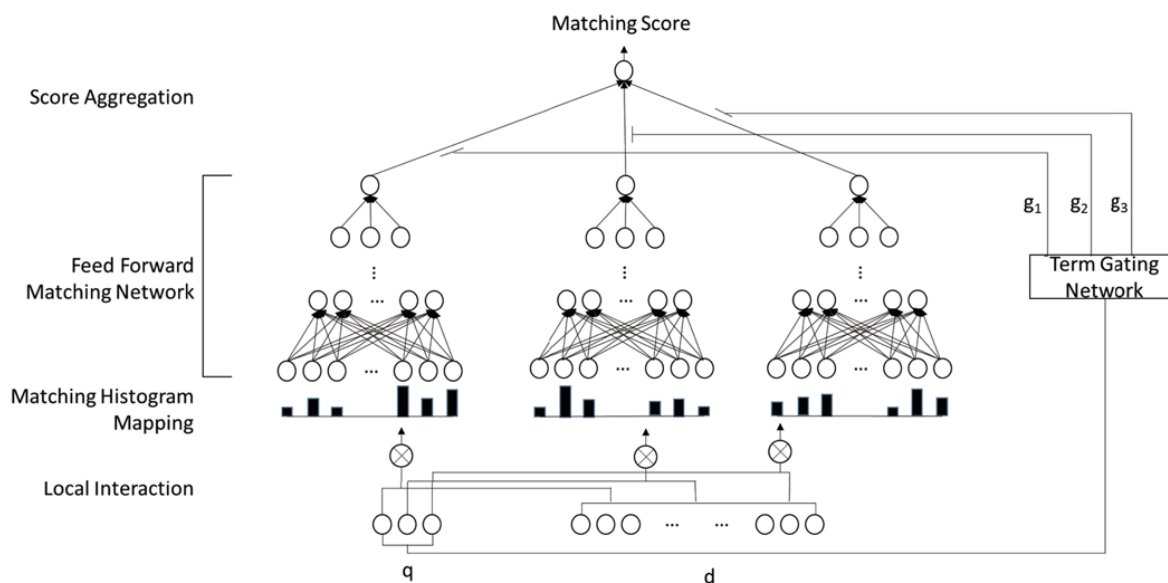 Matching Score
Score Aggregation
g₁
g₂
g₃
Feed Forward
Matching Network
Term Gating
Network
...
...
...
...
...
...
...
...
...
Matching Histogram
Mapping
Local Interaction
... ...
q
d